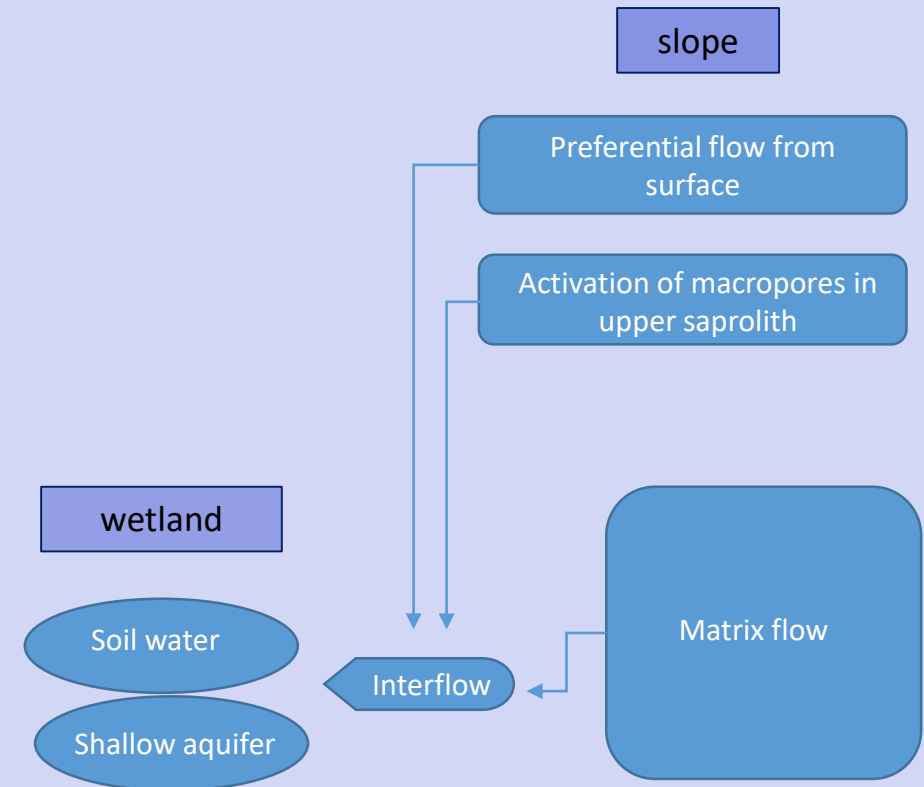 slope
Preferential flow from
surface
Activation of macropores in
upper saprolith
wetland
Soil water
Interflow
Matrix flow
Shallow aquifer